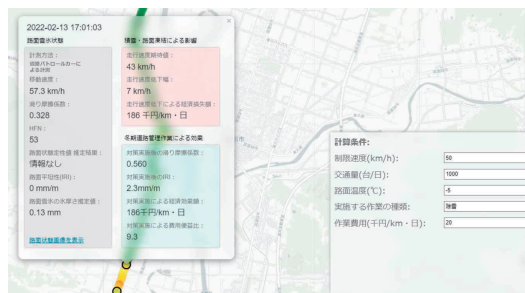 2022-02-13 17:01:03
路面雪氷状態
計測方法：
道路パトロールカーに
よる計測
移動速度：
57.3 km/h
滑り摩擦係数：
0.328
HFN：
53
路面状態定性値 推定結果：
情報なし
路面平坦性(IRI)：
0 mm/m
路面雪氷の水厚さ推定値：
0.13 mm
路面状態画像を表示
積雪・路面凍結による影響
走行速度期待値：
43 km/h
走行速度低下幅：
7 km/h
走行速度低下による経済損失額：
186 千円/km・日
冬期道路管理作業による効果
対策実施後の滑り摩擦係数：
0.560
対策実施後のIRI：
2.3mm/m
対策実施による経済効果額：
186千円/km・日
対策実施による費用便益比：
9.3
×
計算条件:
制限速度(km/h): 50
交通量(台/日): 1000
路面温度(℃): -5
実施する作業の種類: 除雪
作業費用(千円/km・日): 20